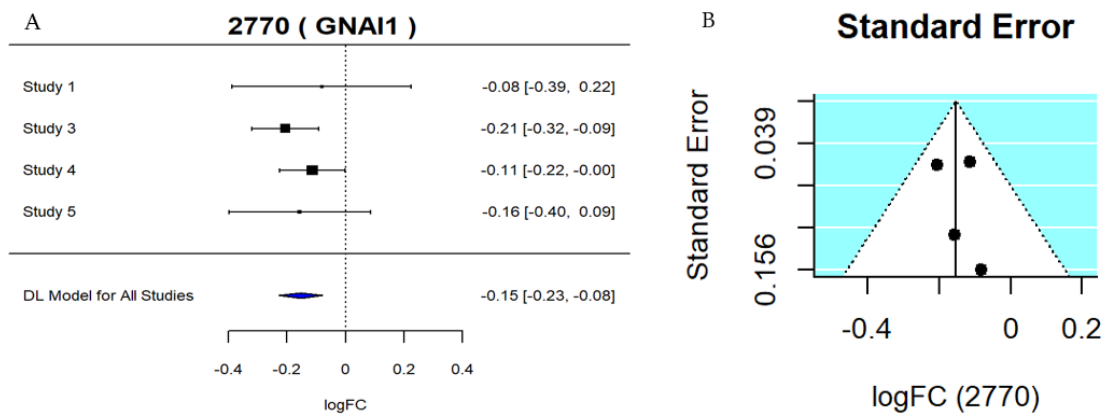 A
2770 ( GNAI1 )
Study 1 -0.08 [-0.39, 0.22]
Study 3 -0.21 [-0.32, -0.09]
Study 4 -0.11 [-0.22, -0.00]
Study 5 -0.16 [-0.40, 0.09]
DL Model for All Studies -0.15 [-0.23, -0.08]
-0.4 -0.2 0 0.2 0.4
logFC
B
Standard Error
Standard Error
0.039
0.156
-0.4 0 0.2
logFC (2770)